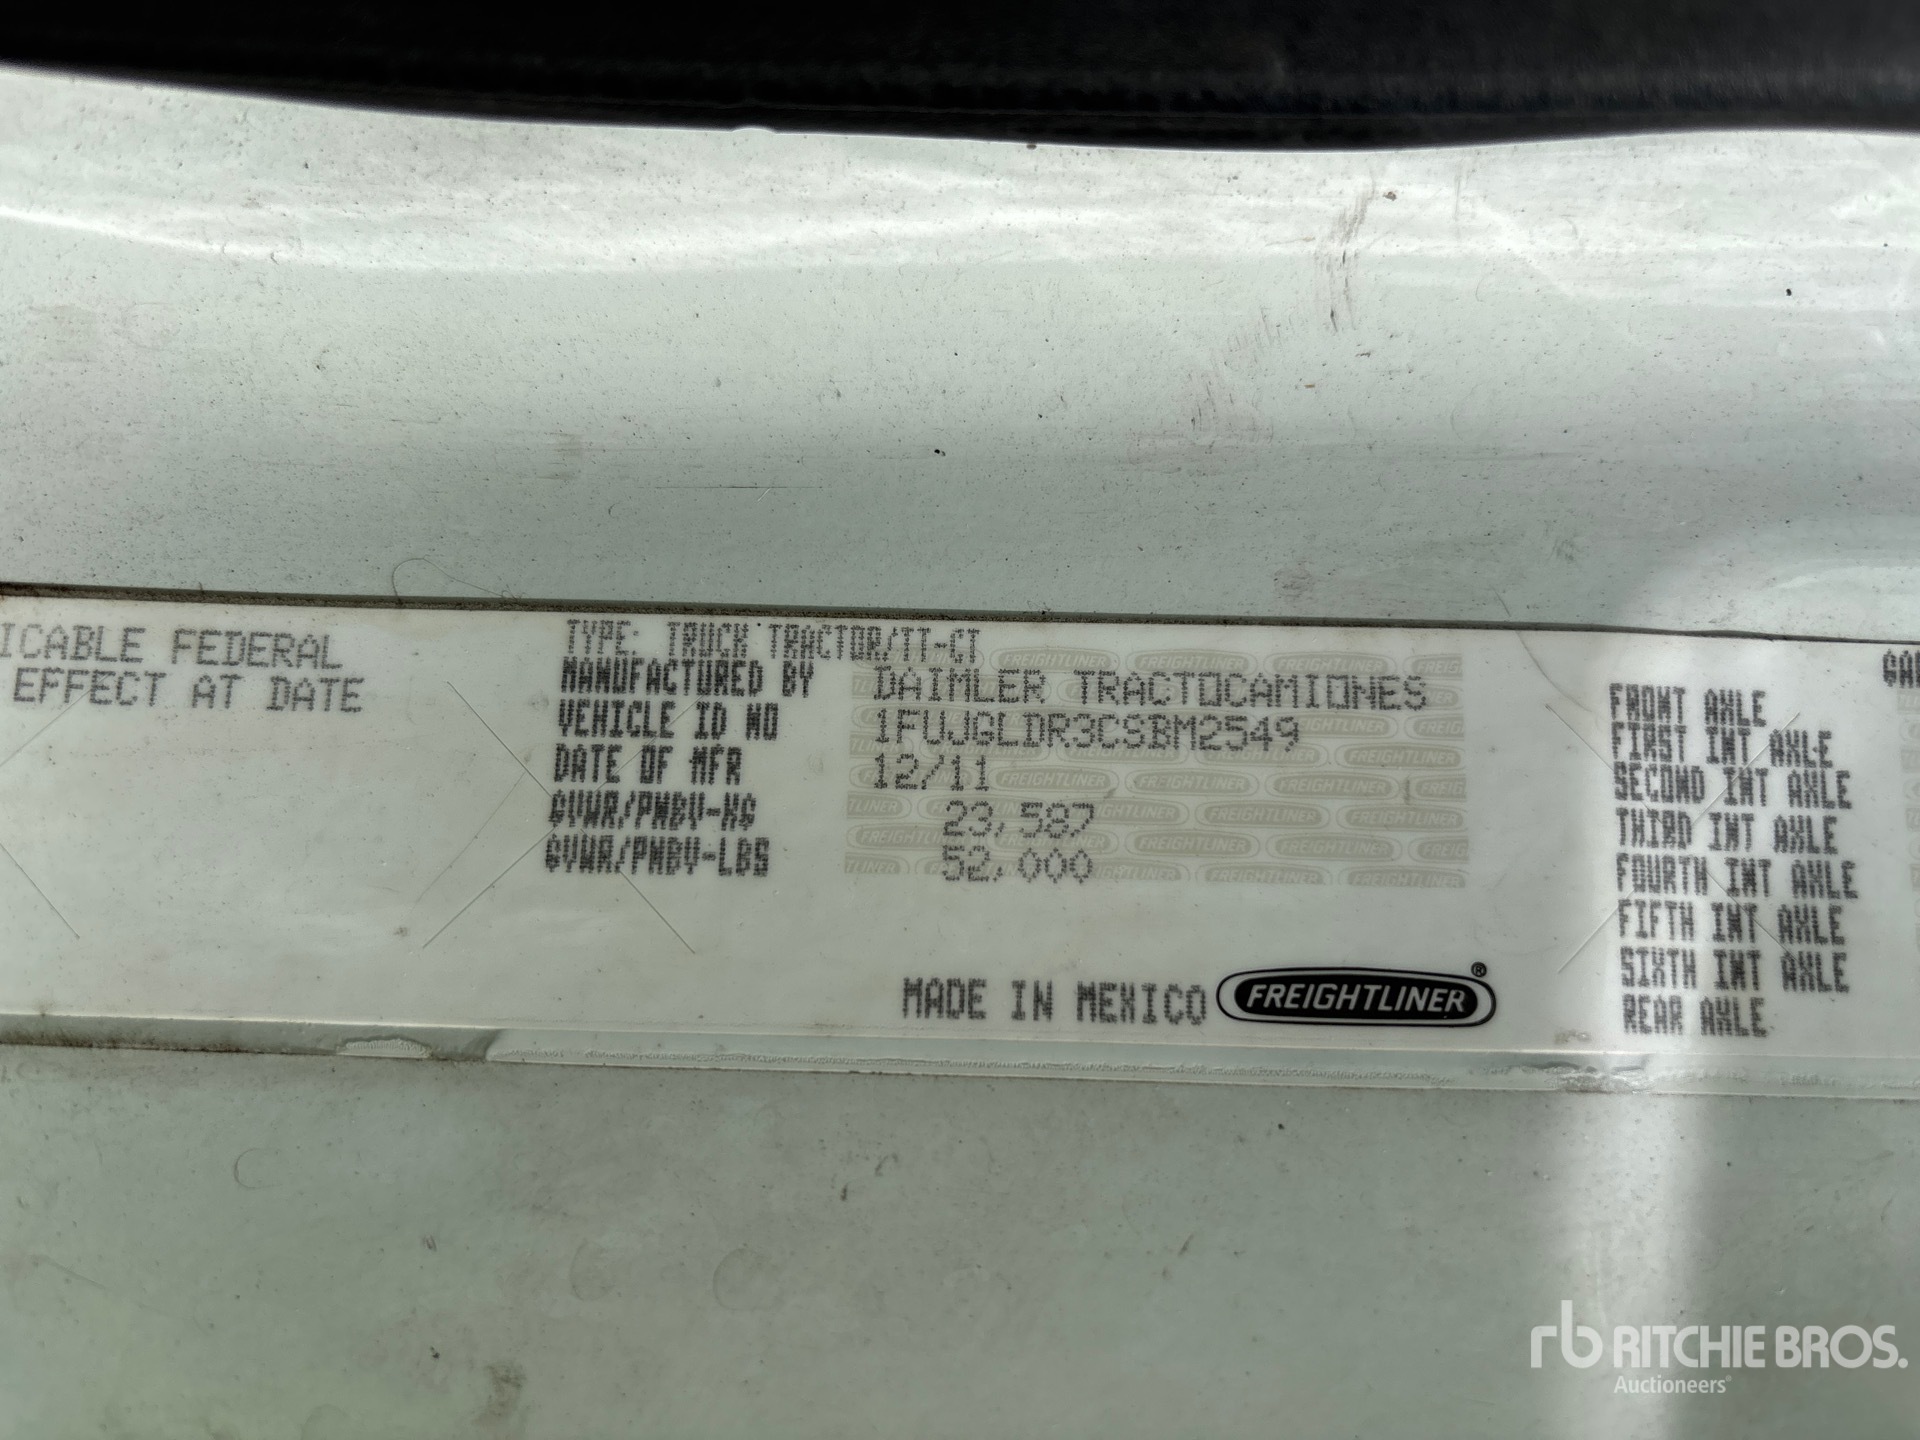 ICABLE FEDERAL
EFFECT AT DATE
TYPE: TRUCK TRACTOR/TT-CT
MANUFACTURED BY DAIMLER TRACTOCAMIONES
VEHICLE ID NO 1FUJGLDR3CSBM2549
DATE OF MFR 12/11
GVWR/PNBV-KG 23,587
GVWR/PNBV-LBS 52,000
MADE IN MEXICO FREIGHTLINER®
GA
FRONT AXLE
FIRST INT AXLE
SECOND INT AXLE
THIRD INT AXLE
FOURTH INT AXLE
FIFTH INT AXLE
SIXTH INT AXLE
REAR AXLE
rb RITCHIE BROS.
Auctioneers